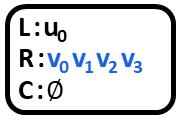 L:u₀
R:v₀ v₁ v₂ v₃
C:∅